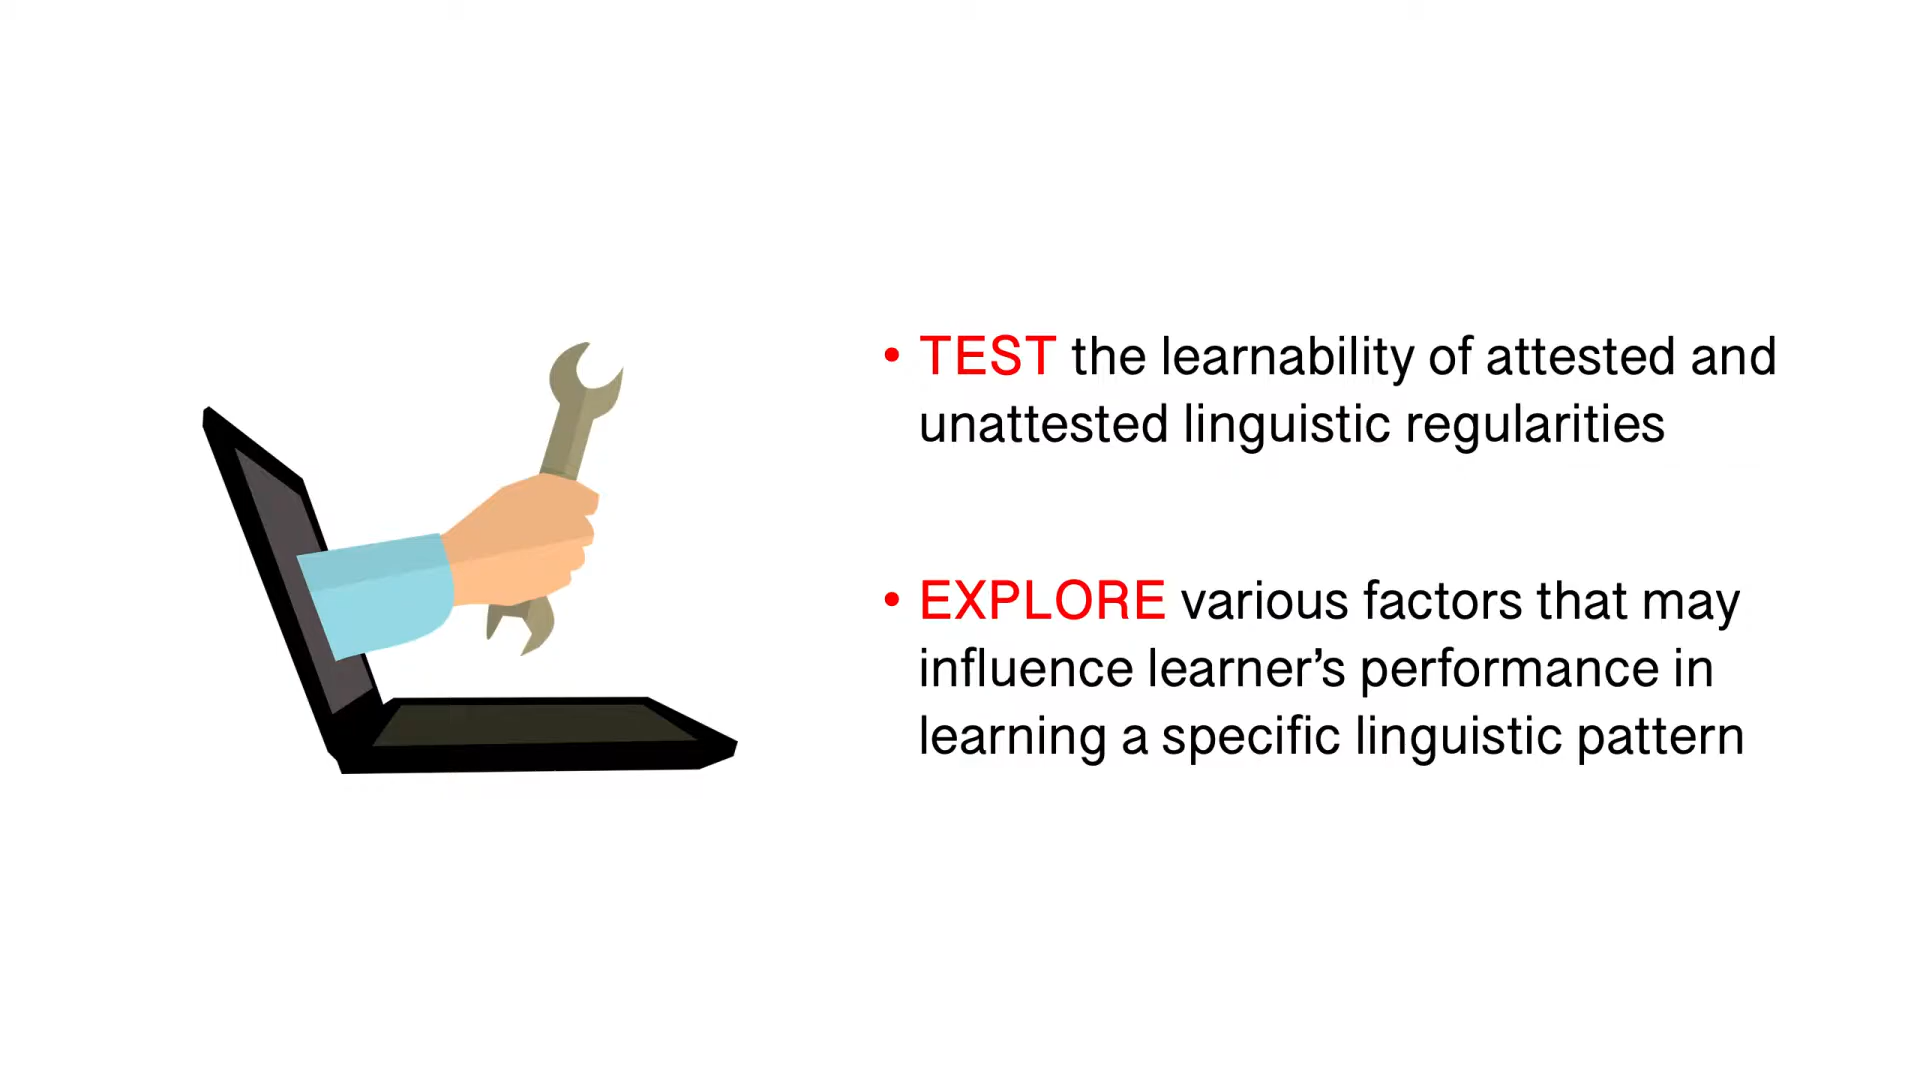 • TEST the learnability of attested and
unattested linguistic regularities
• EXPLORE various factors that may
influence learner’s performance in
learning a specific linguistic pattern